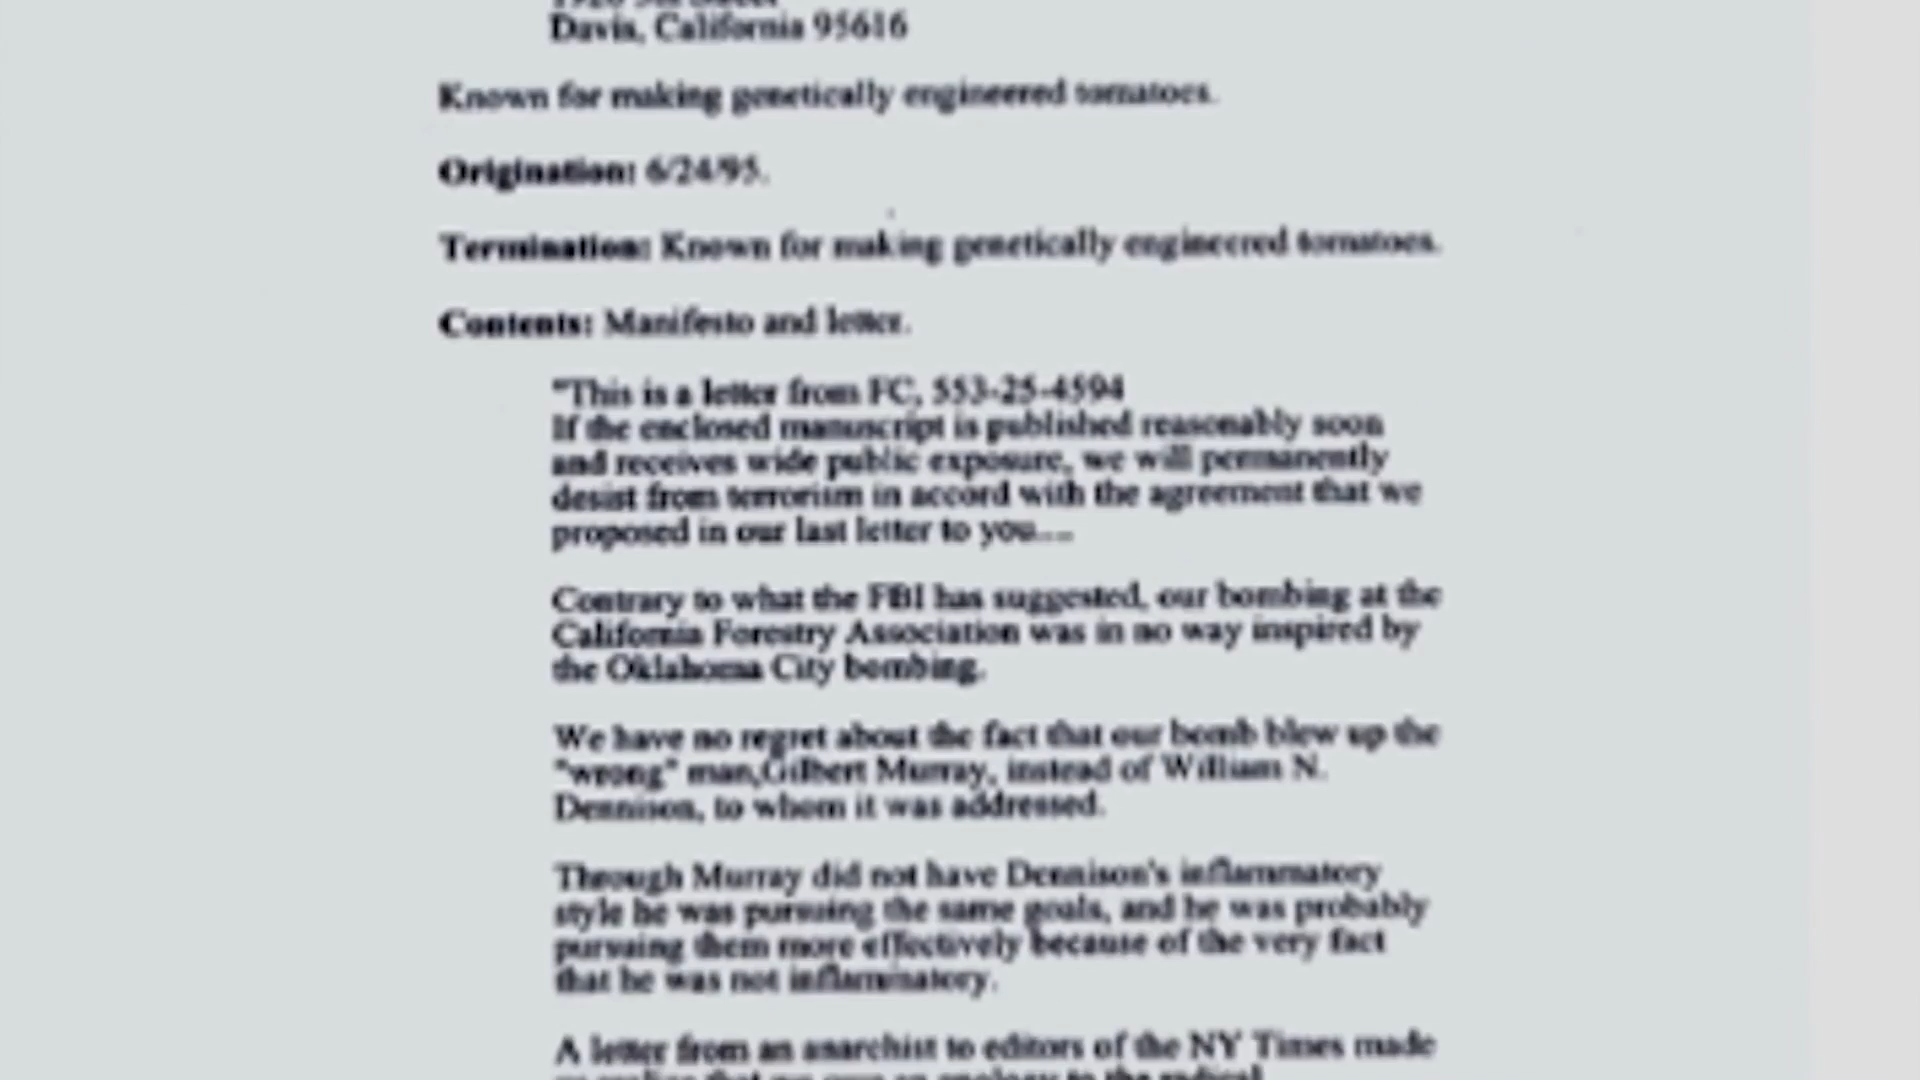 Davis, California 95616
Known for making genetically engineered tomatoes.
Origination: 6/24/95.
Termination: Known for making genetically engineered tomatoes.
Contents: Manifesto and letter.
"This is a letter from FC, 553-25-4594
If the enclosed manuscript is published reasonably soon
and receives wide public exposure, we will permanently
desist from terrorism in accord with the agreement that we
proposed in our last letter to you....
Contrary to what the FBI has suggested, our bombing at the
California Forestry Association was in no way inspired by
the Oklahoma City bombing.
We have no regret about the fact that our bomb blew up the
"wrong" man,Gilbert Murray, instead of William N.
Dennison, to whom it was addressed.
Through Murray did not have Dennison's inflammatory
style he was pursuing the same goals, and he was probably
pursuing them more effectively because of the very fact
that he was not inflammatory.
A letter from an anarchist to editors of the NY Times made